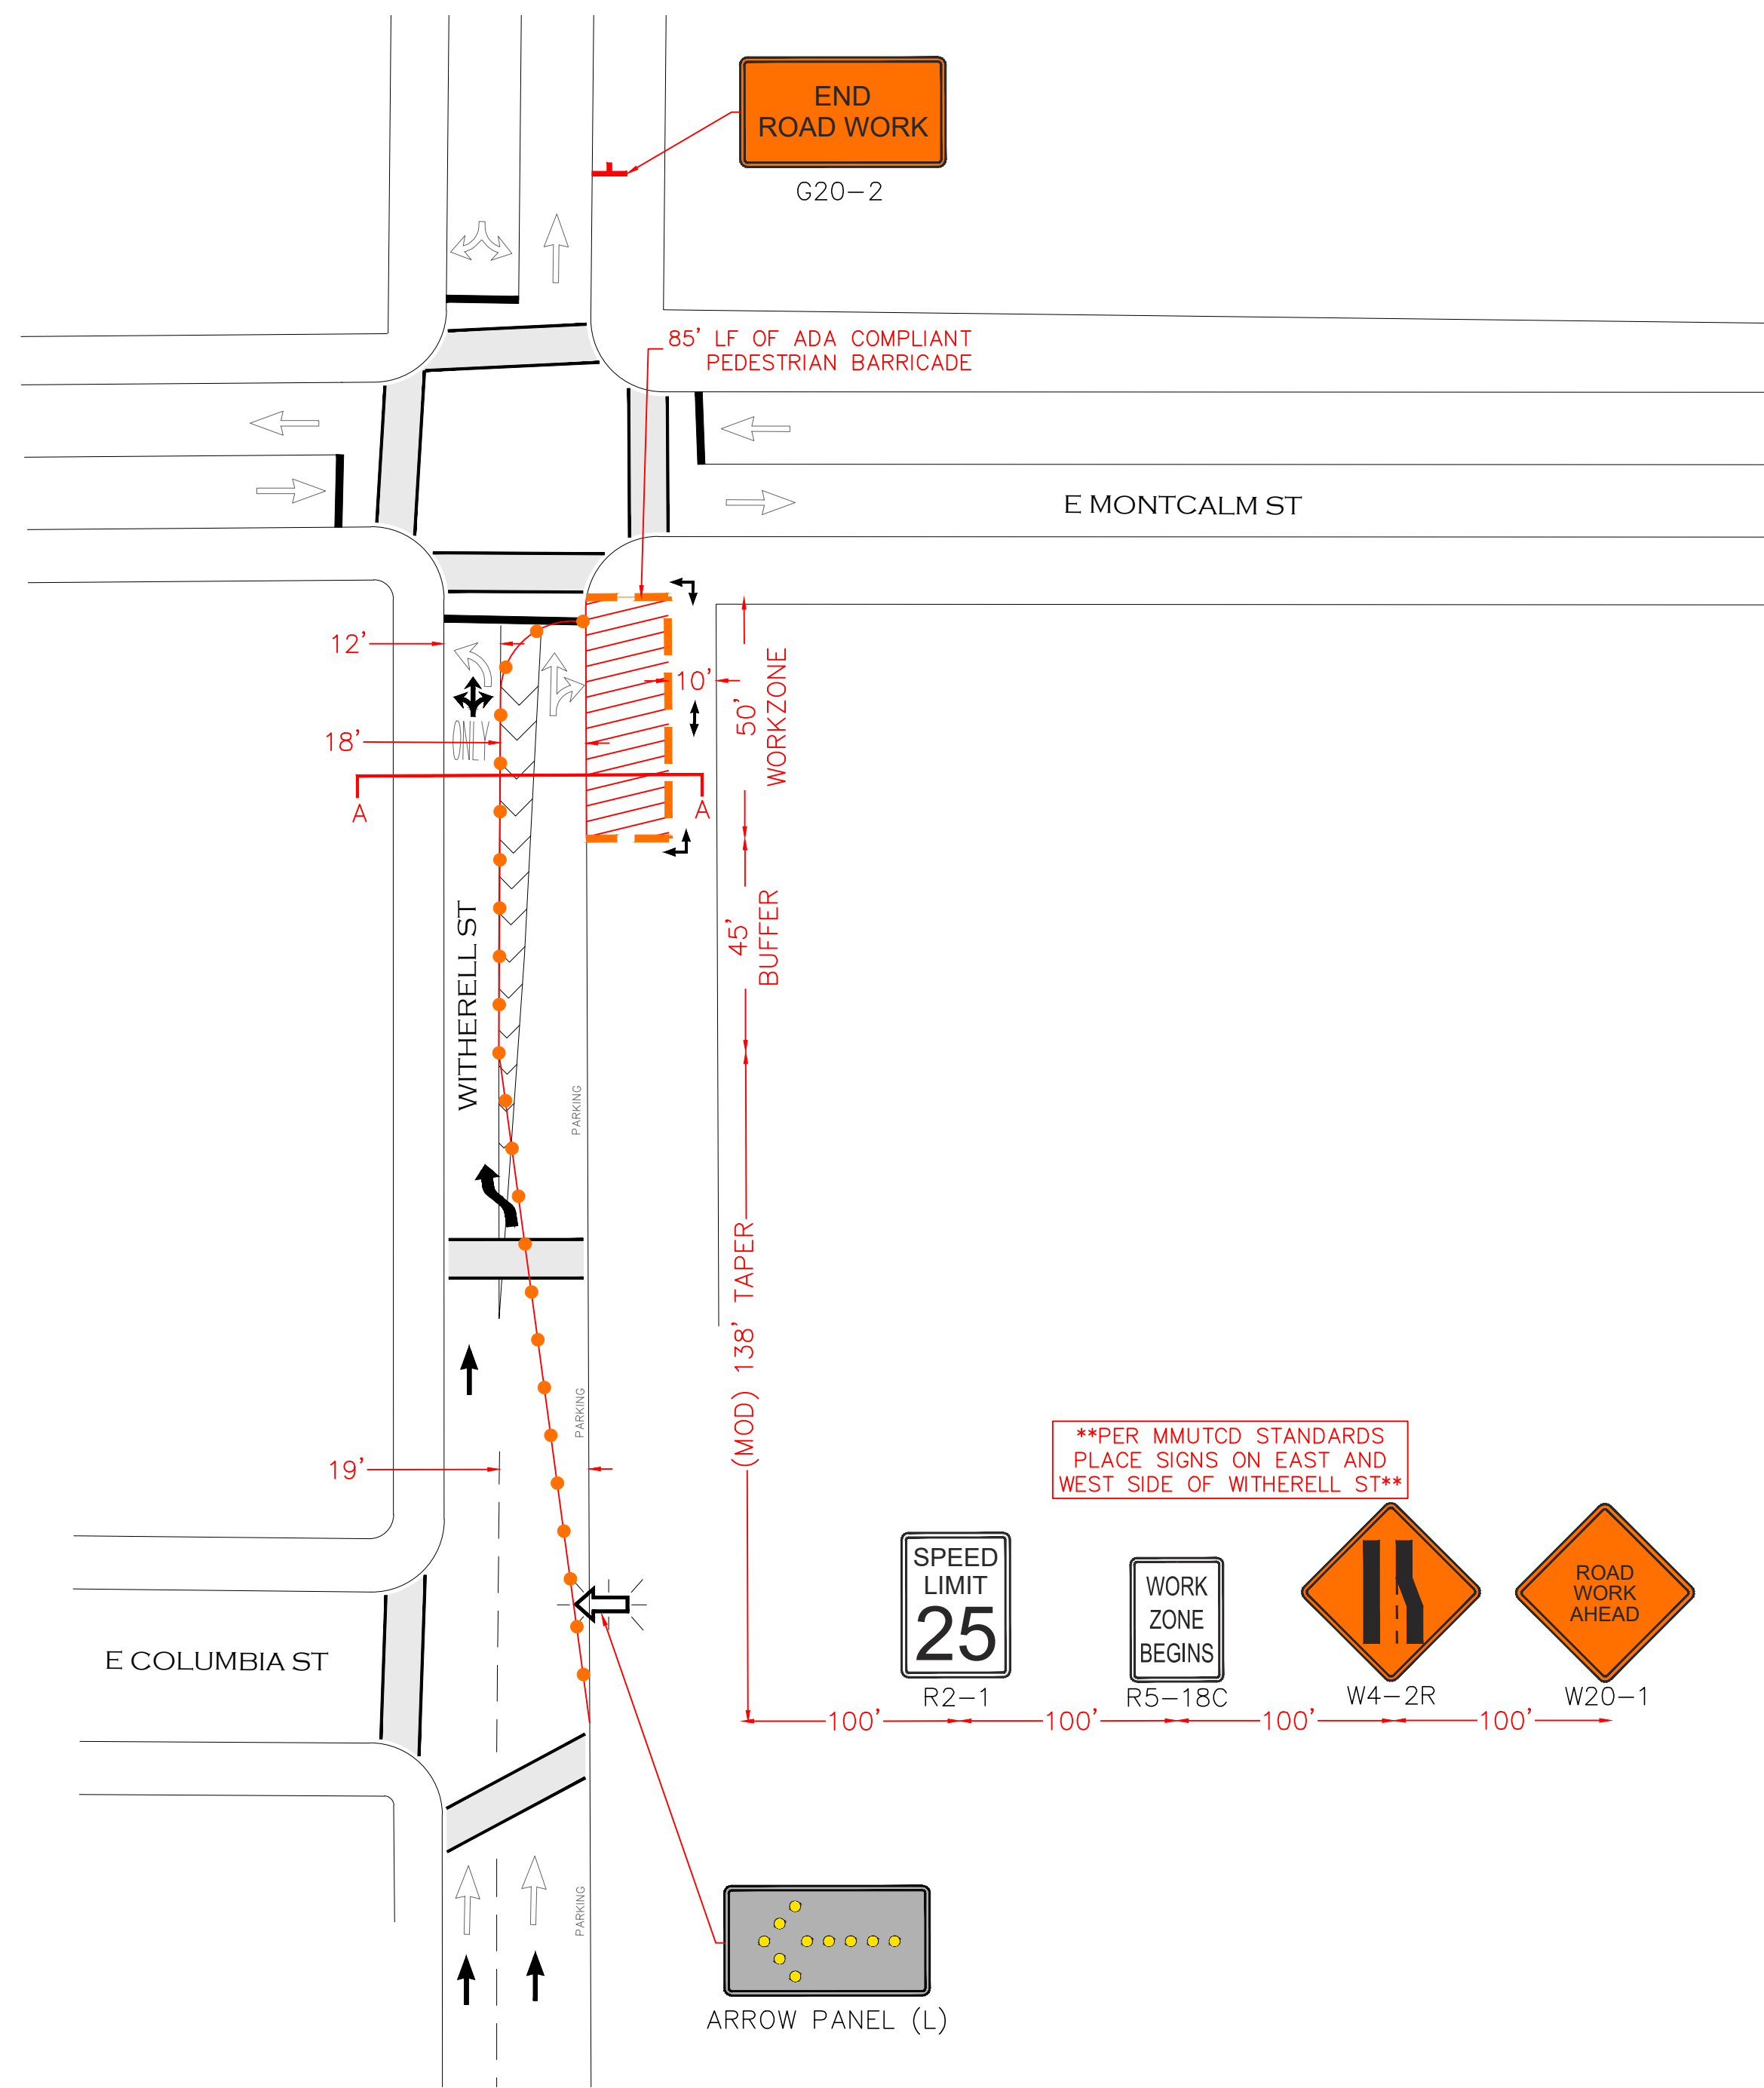 END
ROAD WORK
G20-2
85' LF OF ADA COMPLIANT
PEDESTRIAN BARRICADE
E MONTCALM ST
12'
10'
50'
WORKZONE
18'
ONLY
A
A
WITHERELL ST
45'
BUFFER
PARKING
(MOD) 138' TAPER
PARKING
19'
**PER MMUTCD STANDARDS
PLACE SIGNS ON EAST AND
WEST SIDE OF WITHERELL ST**
SPEED
LIMIT
25
R2-1
WORK
ZONE
BEGINS
R5-18C
W4-2R
ROAD
WORK
AHEAD
W20-1
E COLUMBIA ST
100'
100'
100'
100'
PARKING
ARROW PANEL (L)